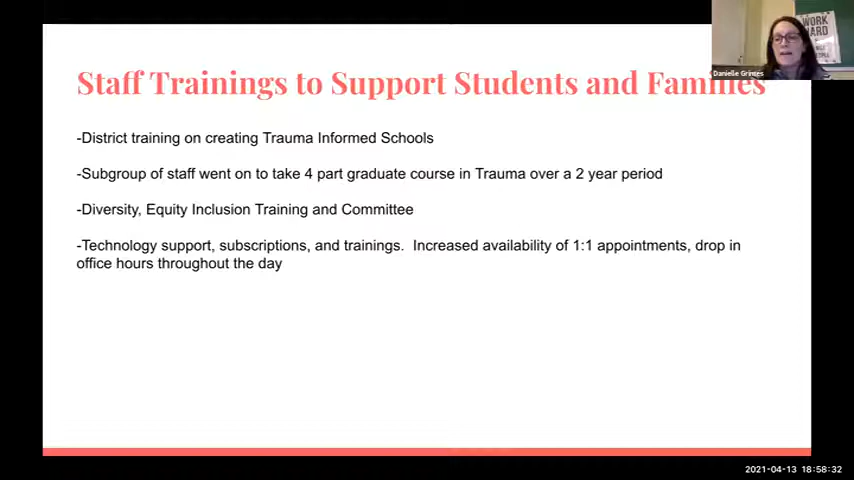 WORK
HARD
Danielle Grimes
Staff Trainings to Support Students and Families
-District training on creating Trauma Informed Schools
-Subgroup of staff went on to take 4 part graduate course in Trauma over a 2 year period
-Diversity, Equity Inclusion Training and Committee
-Technology support, subscriptions, and trainings.  Increased availability of 1:1 appointments, drop in
office hours throughout the day
2021-04-13 18:58:32